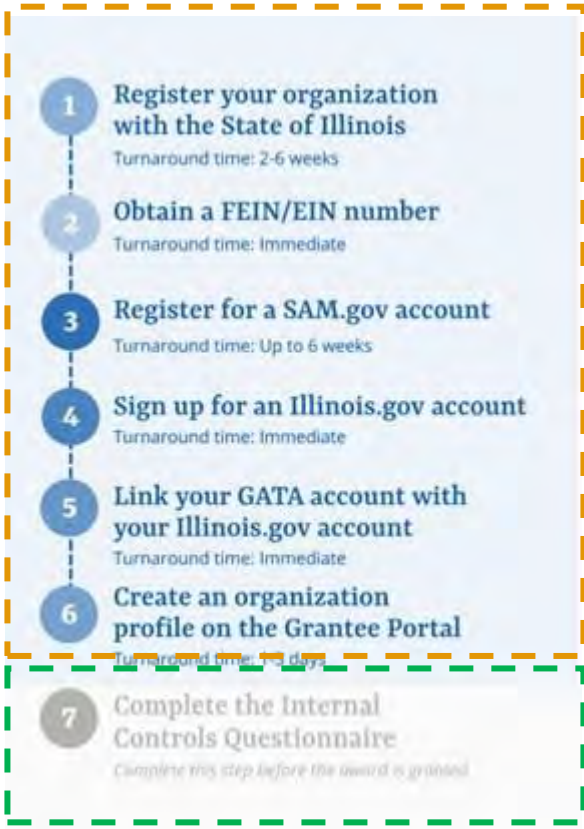 1
Register your organization
with the State of Illinois
Turnaround time: 2-6 weeks
2
Obtain a FEIN/EIN number
Turnaround time: Immediate
3
Register for a SAM.gov account
Turnaround time: Up to 6 weeks
4
Sign up for an Illinois.gov account
Turnaround time: Immediate
5
Link your GATA account with
your Illinois.gov account
Turnaround time: Immediate
6
Create an organization
profile on the Grantee Portal
Turnaround time: 1-3 days
7
Complete the Internal
Controls Questionnaire
Complete this step before the award is granted